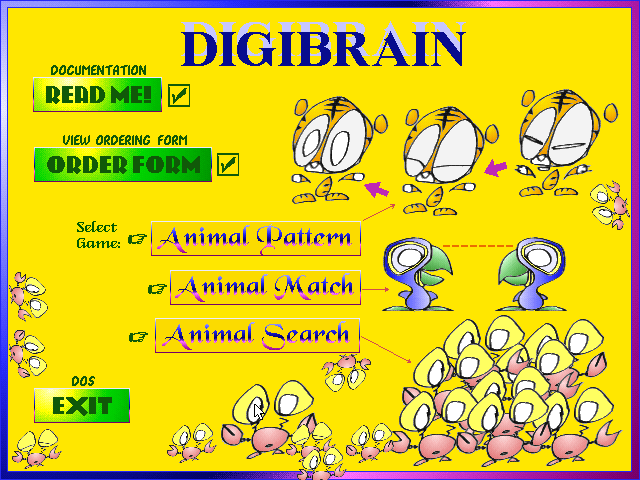 DIGIBRAIN
DOCUMENTATION
READ ME!
VIEW ORDERING FORM
ORDER FORM
Select
Game:
Animal Pattern
Animal Match
Animal Search
DOS
EXIT